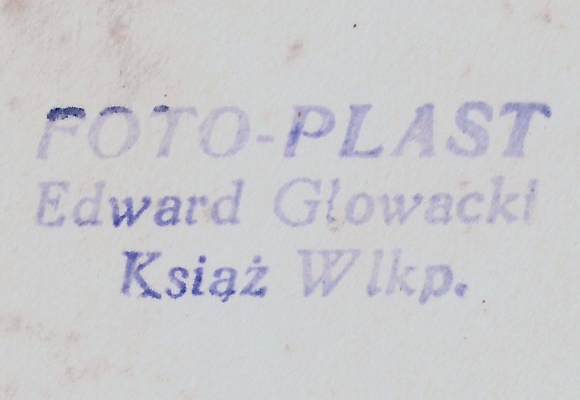 FOTO-PLAST
Edward Głowacki
Książ Wlkp.